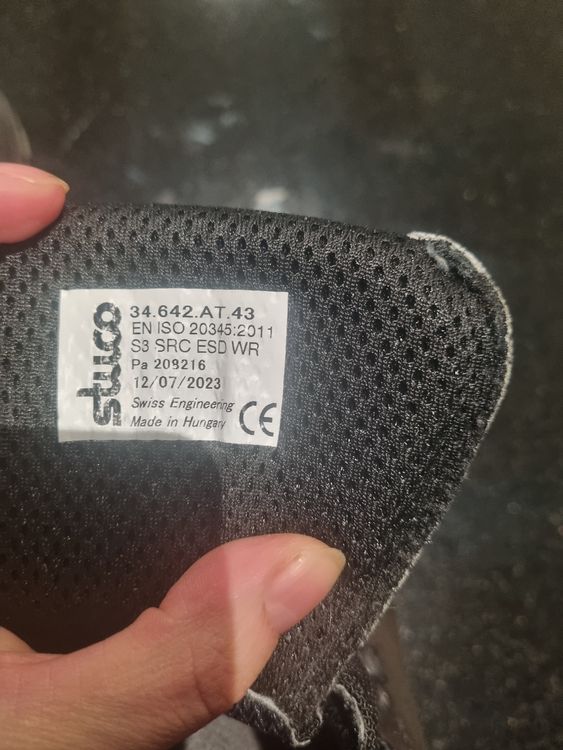 stuco
34.642.AT.43
EN ISO 20345:2011
S3 SRC ESD WR
Pa 208216
12/07/2023
Swiss Engineering
Made in Hungary
CE